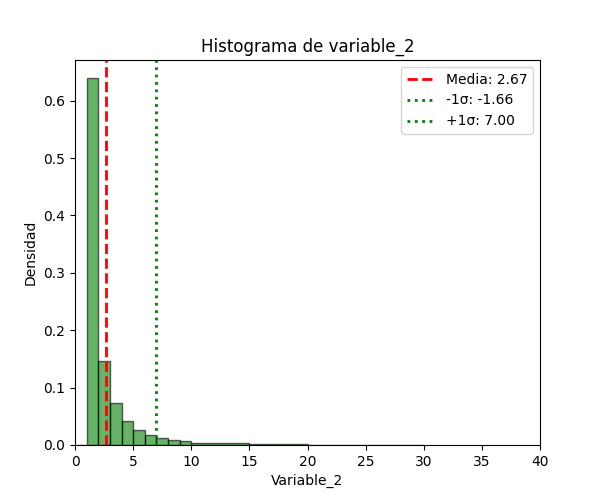 Histograma de variable_2
Media: 2.67
-1σ: -1.66
+1σ: 7.00
Densidad
0.6
0.5
0.4
0.3
0.2
0.1
0.0
0 5 10 15 20 25 30 35 40
Variable_2